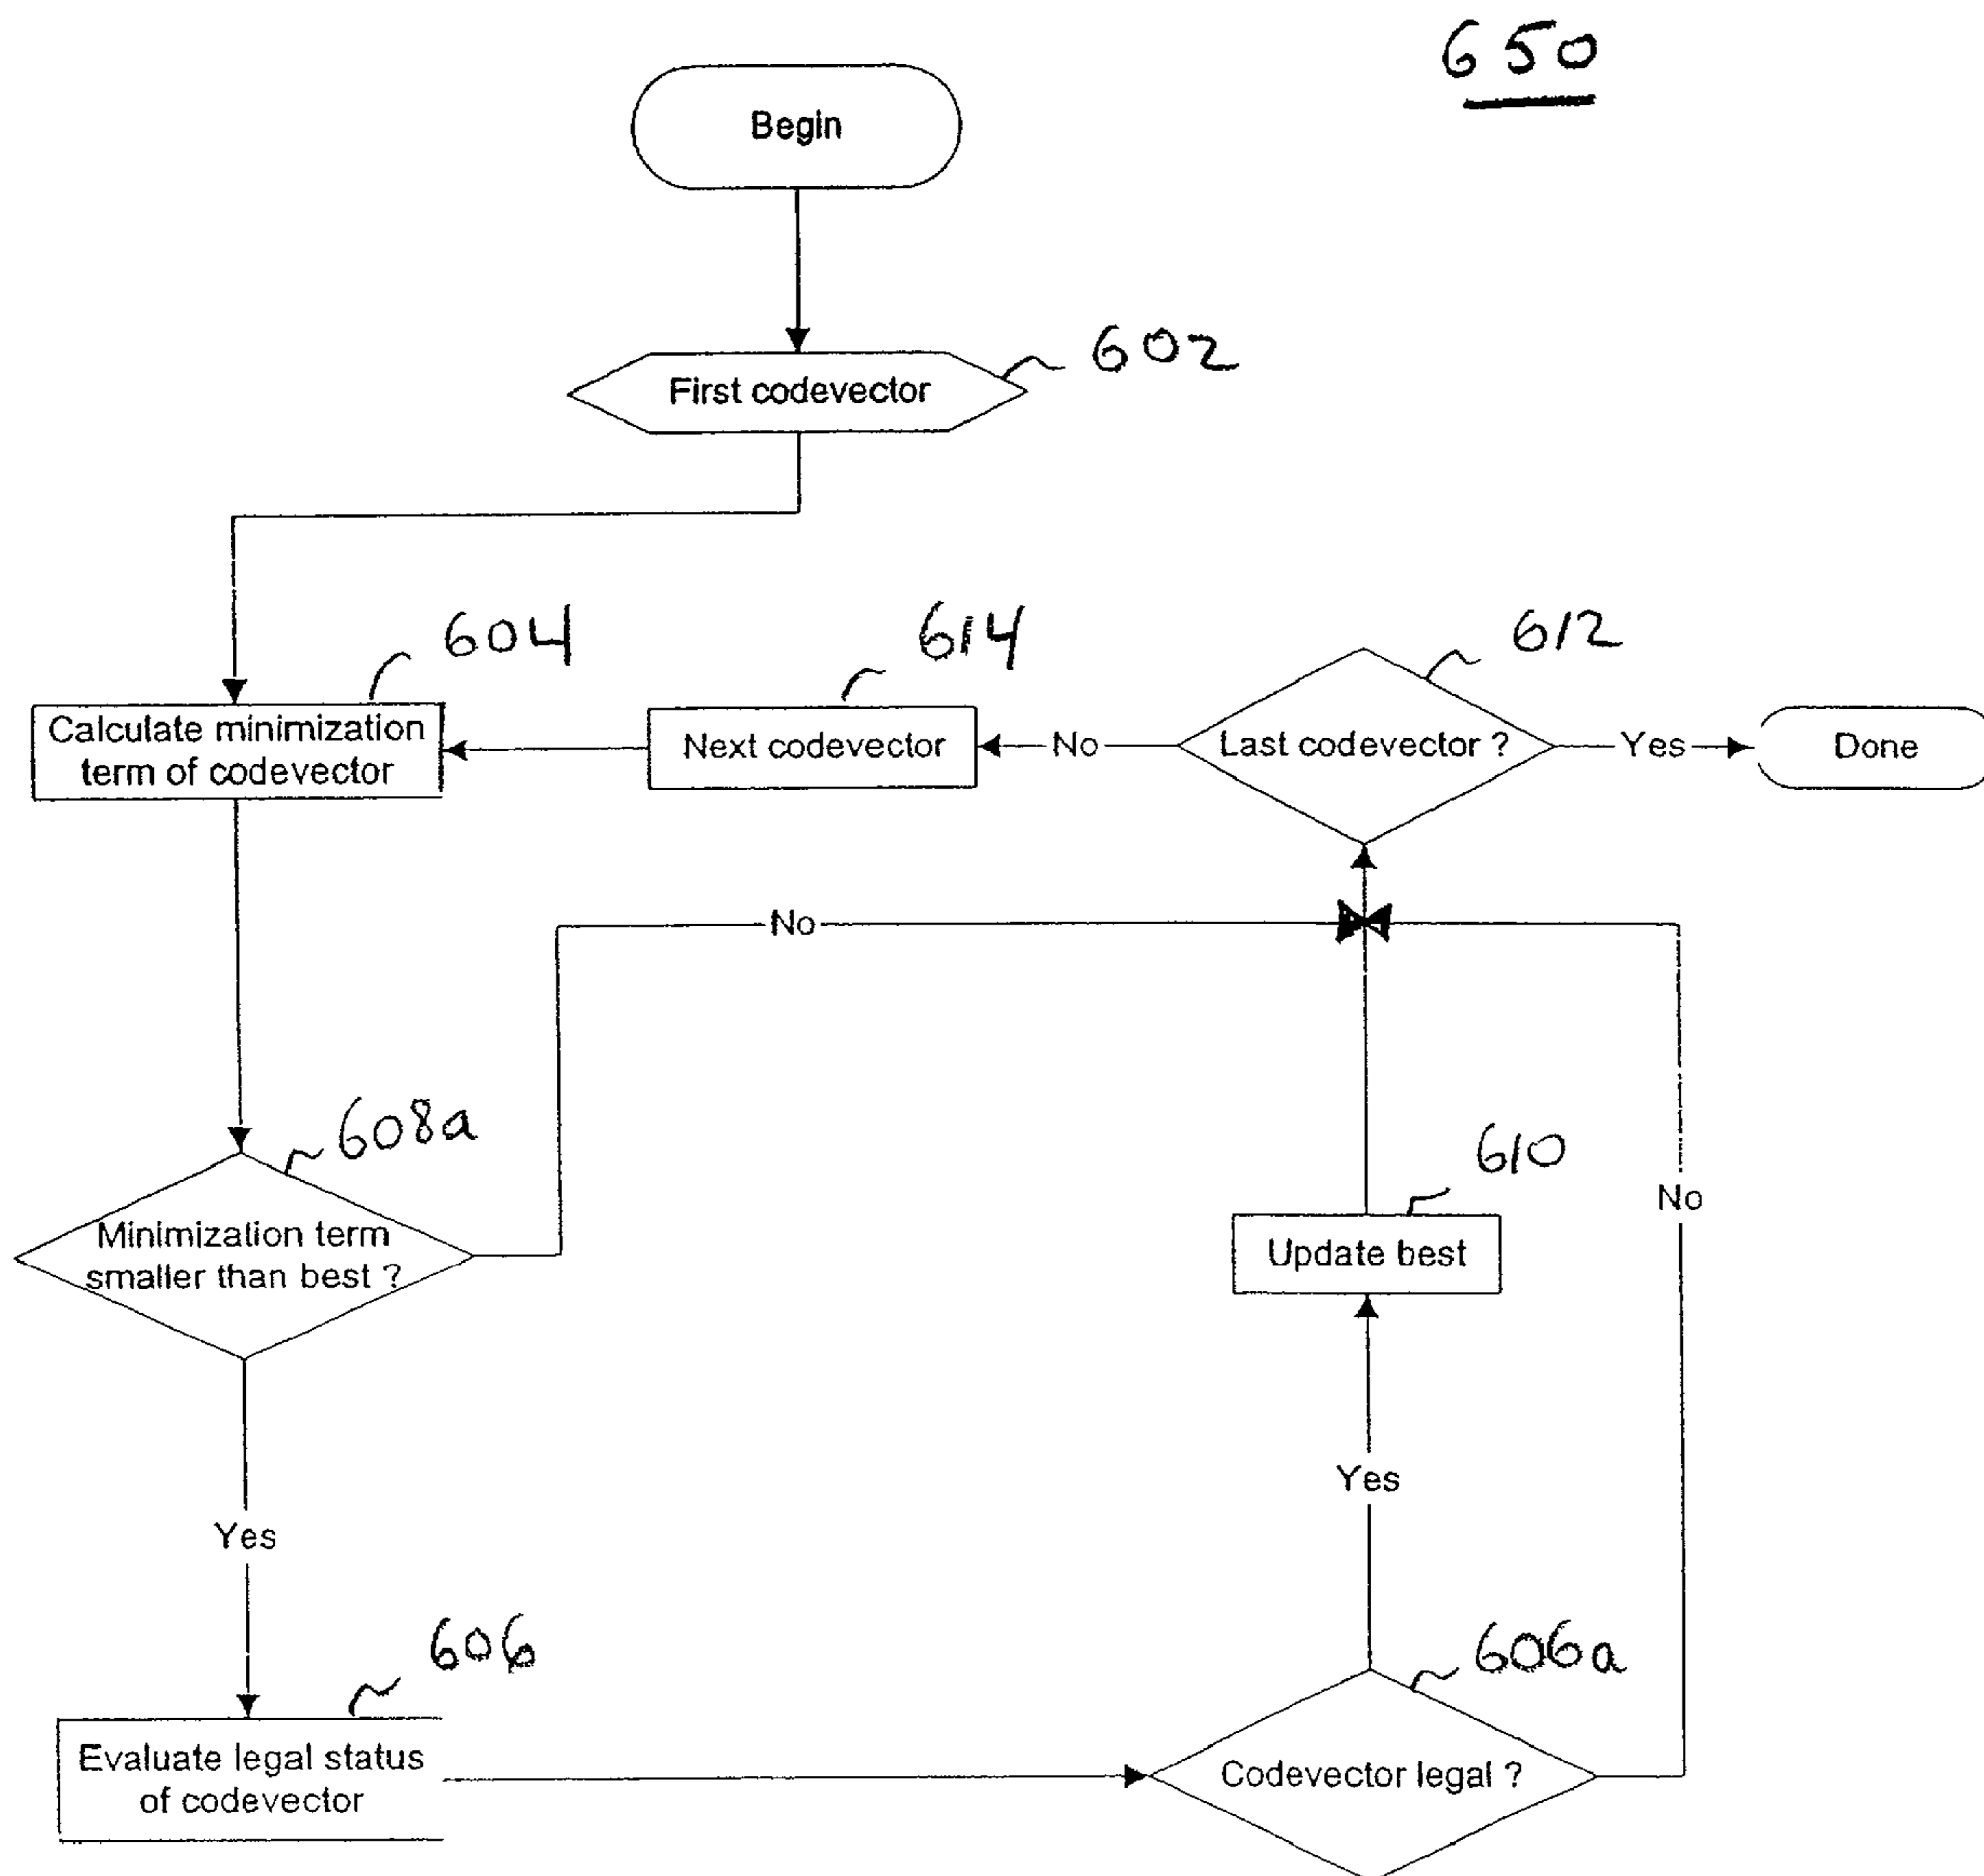 650
Begin
602
First codevector
604
614
612
Calculate minimization
term of codevector
Next codevector
No
Last codevector ?
Yes
Done
No
608a
610
No
Minimization term
smaller than best ?
Update best
Yes
Yes
606
606a
Evaluate legal status
of codevector
Codevector legal ?